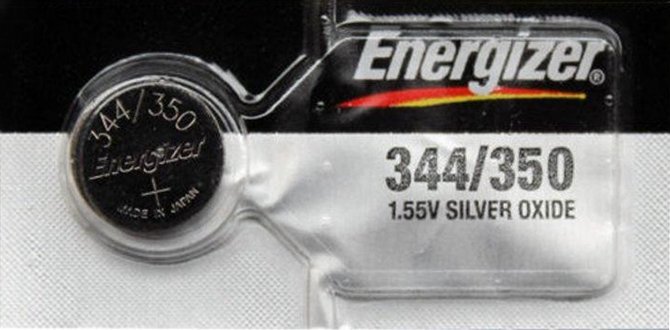 344/350
Energizer
+
MADE IN JAPAN
Energizer®
344/350
1.55V SILVER OXIDE